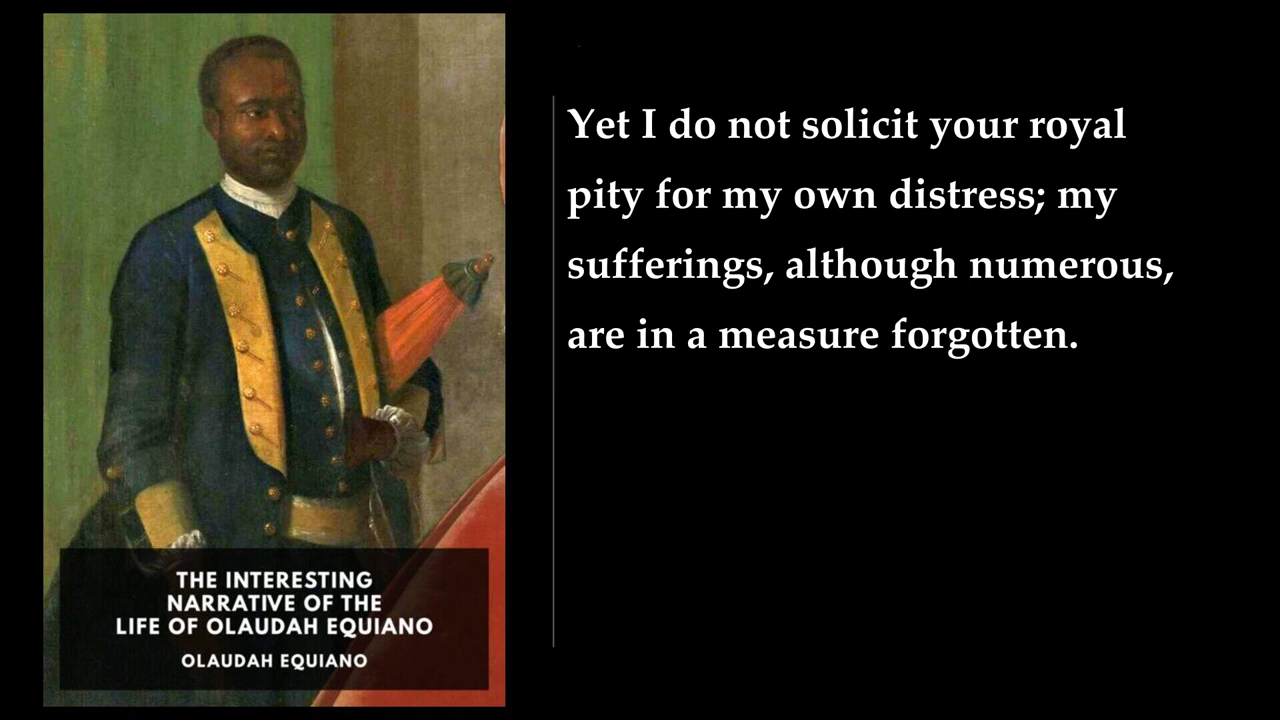 Yet I do not solicit your royal
pity for my own distress; my
sufferings, although numerous,
are in a measure forgotten.
THE INTERESTING
NARRATIVE OF THE
LIFE OF OLAUDAH EQUIANO
OLAUDAH EQUIANO